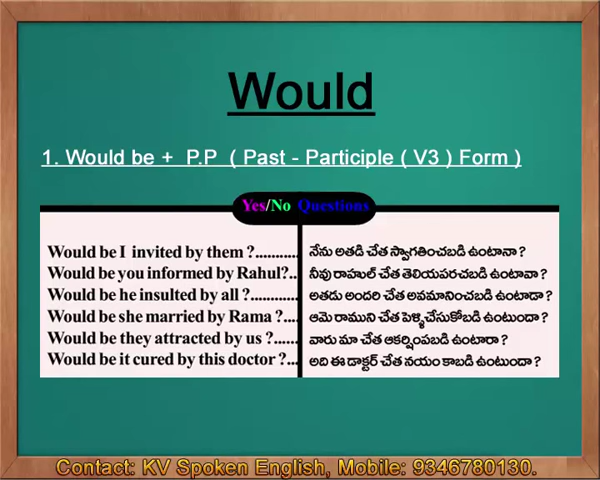 Would
1. Would be + P.P ( Past - Participle ( V3 ) Form )
Yes/No Questions
Would be I invited by them ?........... నేను అతడి చేత స్వాగతించబడి ఉంటానా ?
Would be you informed by Rahul?.. నీవు రాహుల్ చేత తెలియపరచబడి ఉంటావా ?
Would be he insulted by all ?............ అతడు అందరి చేత అవమానించబడి ఉంటాడా ?
Would be she married by Rama ?.... ఆమె రాముని చేత పెళ్ళిచేసుకోబడి ఉంటుందా ?
Would be they attracted by us ?...... వారు మా చేత ఆకర్షింపబడి ఉంటారా ?
Would be it cured by this doctor ?... అది ఈ డాక్టర్ చేత నయం కాబడి ఉంటుందా ?
Contact: KV Spoken English, Mobile: 9346780130.